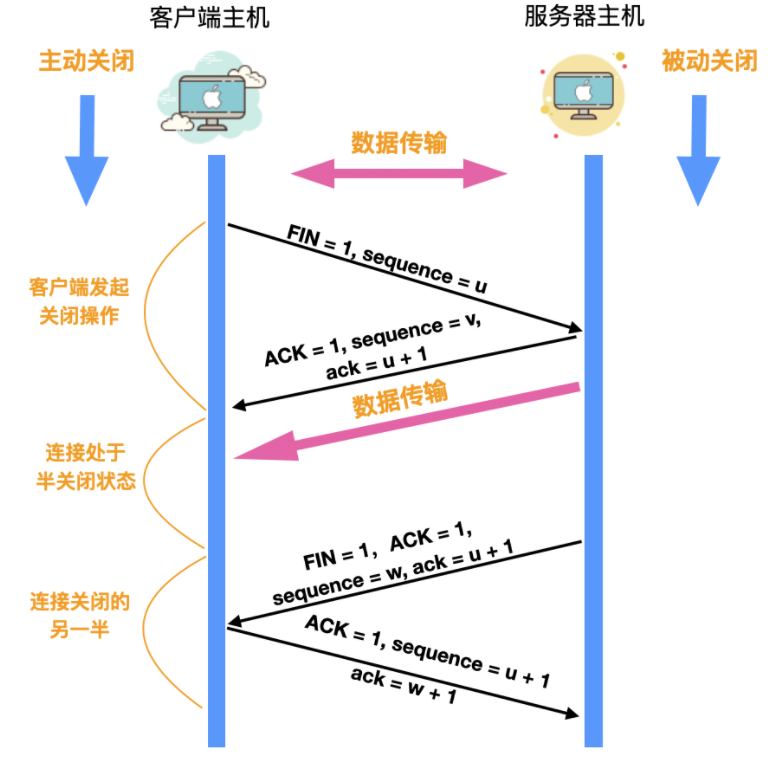 客户端主机
服务器主机
主动关闭
被动关闭
数据传输
FIN = 1, sequence = u
客户端发起
关闭操作
ACK = 1, sequence = v,
ack = u + 1
数据传输
连接处于
半关闭状态
FIN = 1， ACK = 1,
sequence = w, ack = u + 1
连接关闭的
另一半
ACK = 1, sequence = u + 1
ack = w + 1